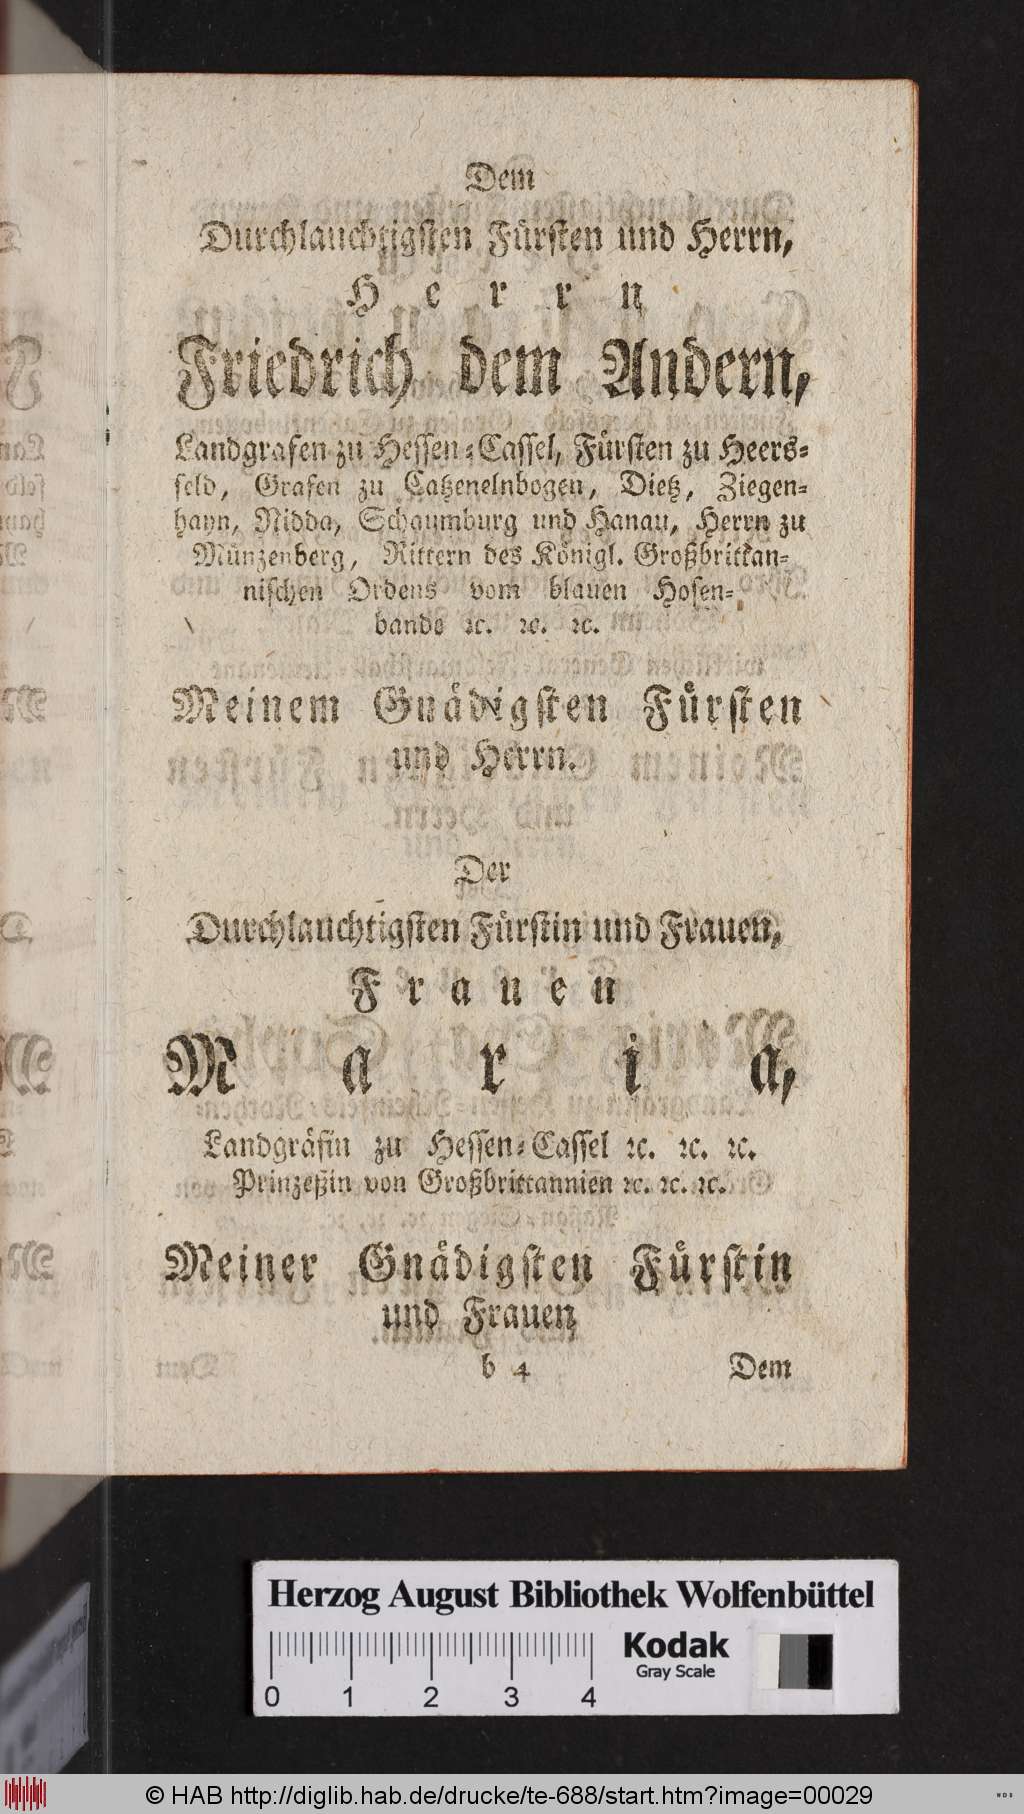 Dem
Durchlauchtigsten Fürsten und Herrn,
Herrn
Friedrich dem Andern,
Landgrafen zu Hessen-Cassel, Fürsten zu Heers-
feld, Grafen zu Catzenelnbogen, Dietz, Ziegen-
hayn, Nidda, Schaumburg und Hanau, Herrn zu
Münzenberg, Rittern des Königl. Großbrittan-
nischen Ordens vom blauen Hosen-
bande ꝛc. ꝛc. ꝛc.
Meinem Gnädigsten Fürsten
und Herrn.
Der
Durchlauchtigsten Fürstin und Frauen,
Frauen
Maria,
Landgräfin zu Hessen-Cassel ꝛc. ꝛc. ꝛc.
Prinzeßin von Großbrittannien ꝛc. ꝛc. ꝛc.
Meiner Gnädigsten Fürstin
und Frauen
b 4 Dem
Herzog August Bibliothek Wolfenbüttel
Kodak
Gray Scale
0 1 2 3 4
© HAB http://diglib.hab.de/drucke/te-688/start.htm?image=00029